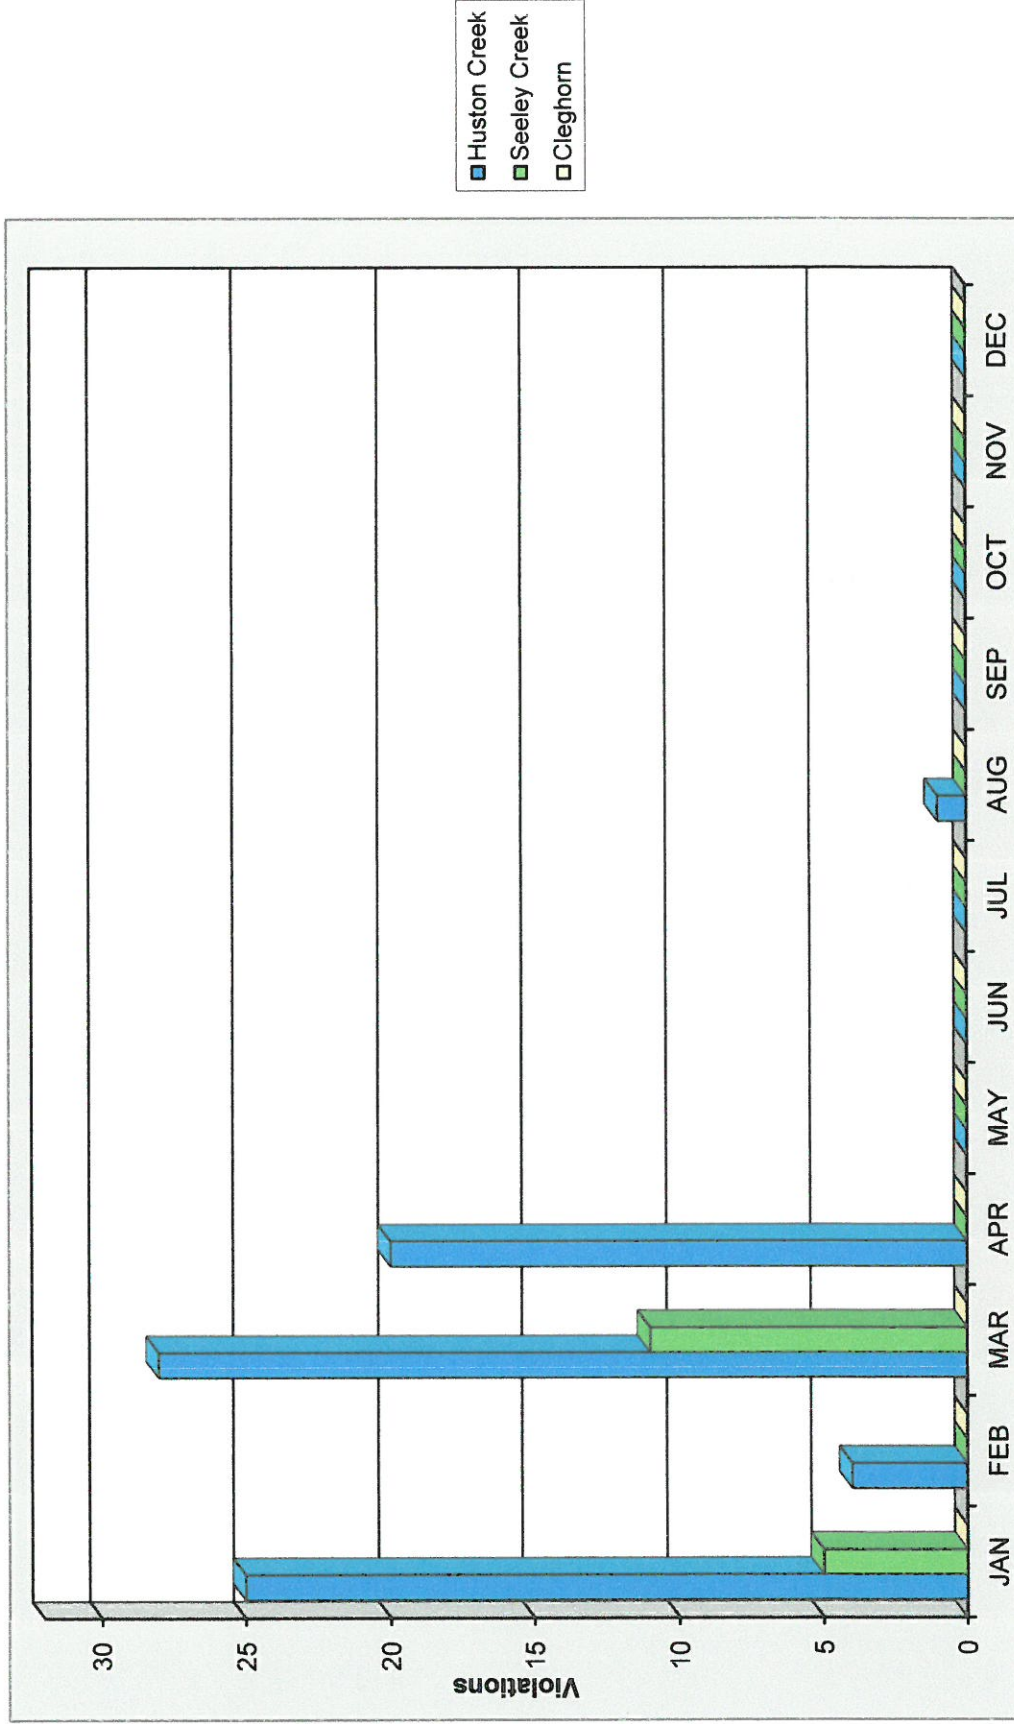 Huston Creek
Seeley Creek
Cleghorn
Violations
30
25
20
15
10
5
0
JAN FEB MAR APR MAY JUN JUL AUG SEP OCT NOV DEC